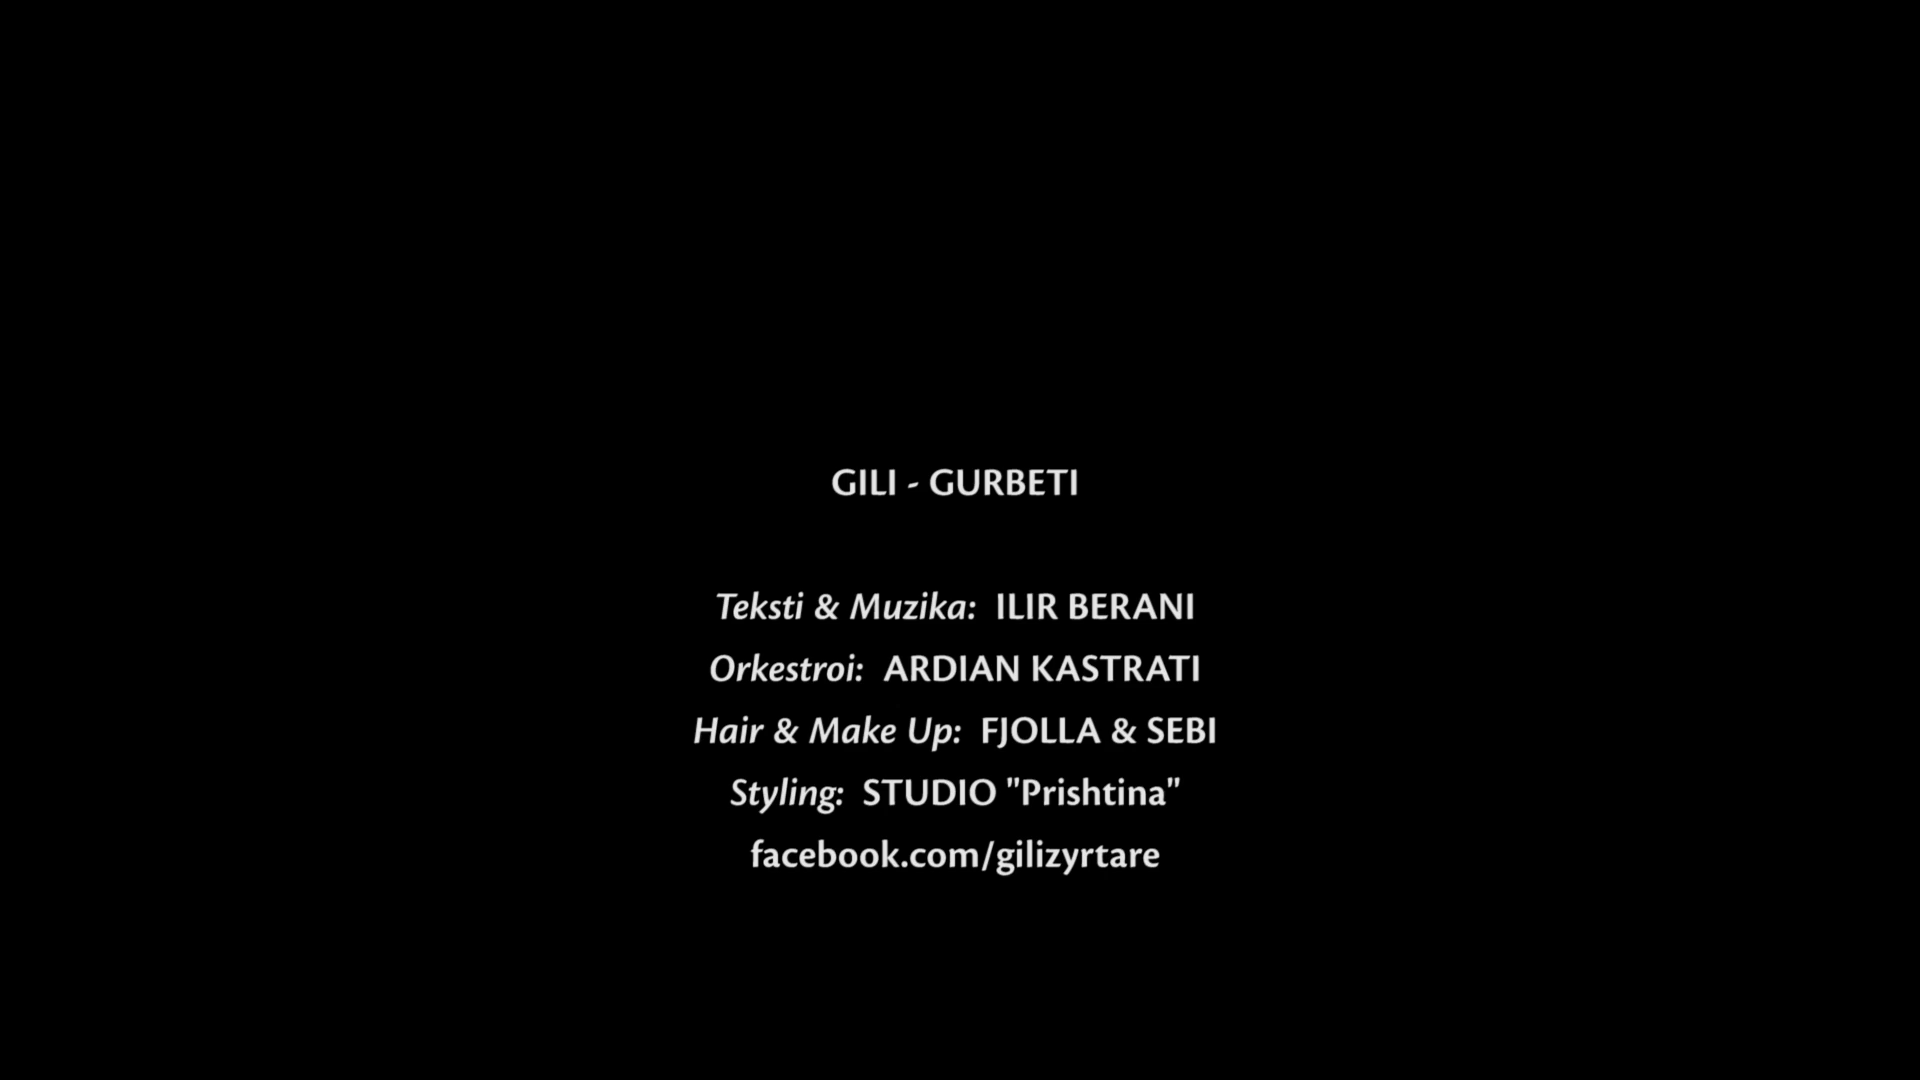 GILI - GURBETI
Teksti & Muzika: ILIR BERANI
Orkestroi: ARDIAN KASTRATI
Hair & Make Up: FJOLLA & SEBI
Styling: STUDIO "Prishtina"
facebook.com/gilizyrtare